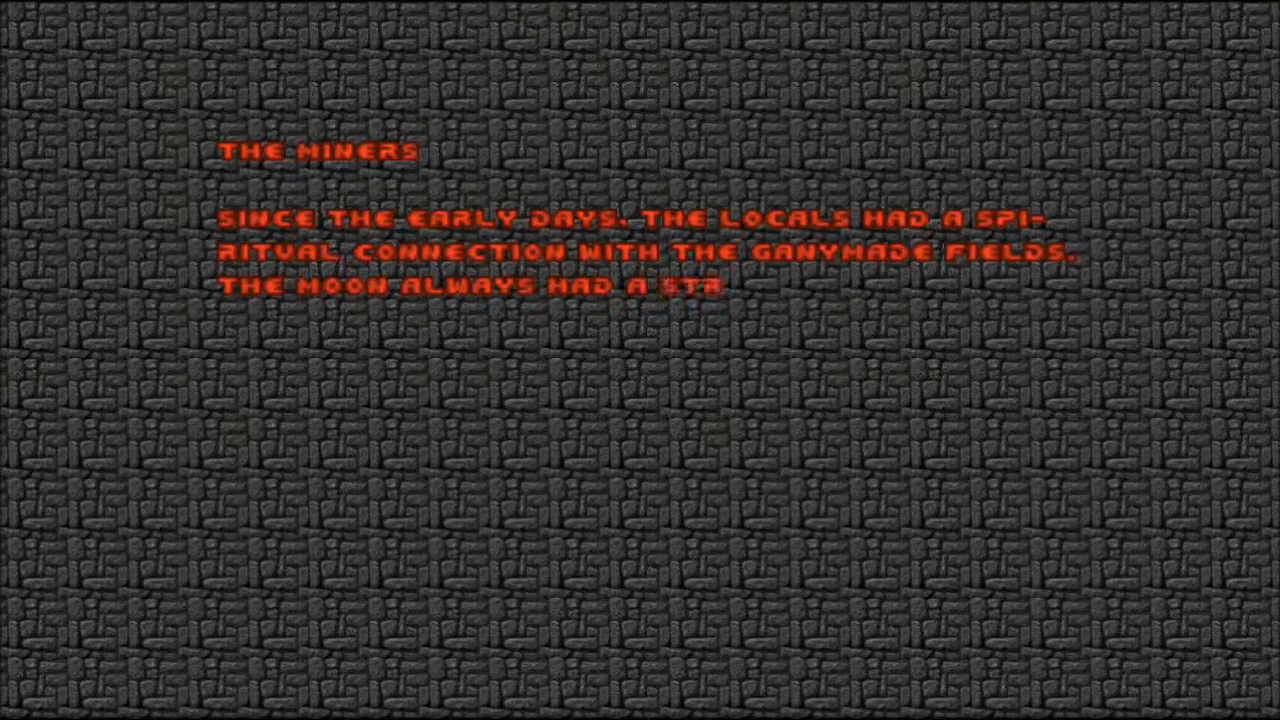 THE MINERS
SINCE THE EARLY DAYS, THE LOCALS HAD A SPI-
RITUAL CONNECTION WITH THE GANYMADE FIELDS.
THE MOON ALWAYS HAD A STR